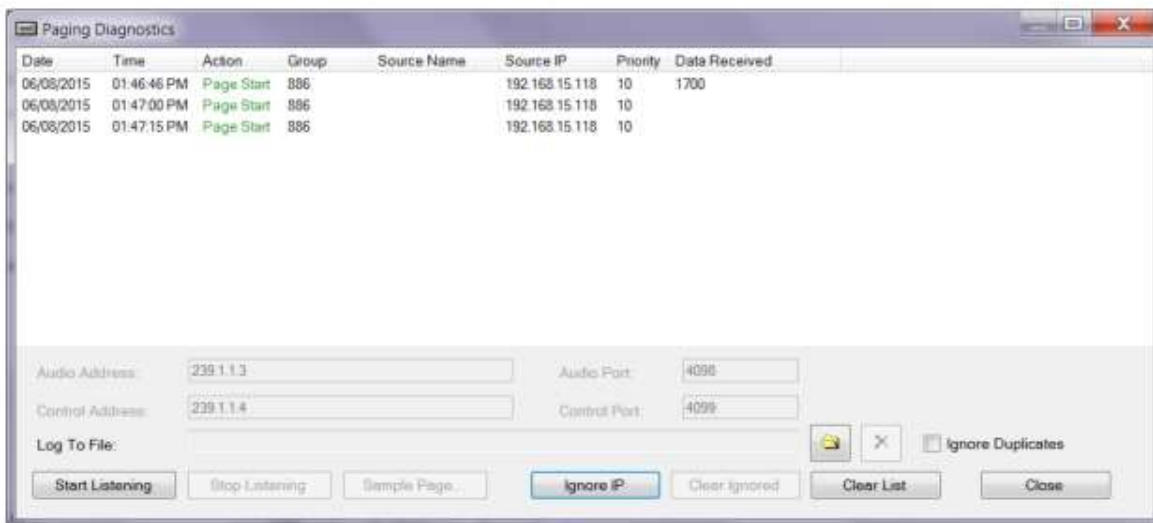 Paging Diagnostics
Date Time Action Group Source Name Source IP Priority Data Received
06/08/2015 01:46:46 PM Page Start 886 192.168.15.118 10 1700
06/08/2015 01:47:00 PM Page Start 886 192.168.15.118 10
06/08/2015 01:47:15 PM Page Start 886 192.168.15.118 10
Audio Address: 239.1.1.3 Audio Port: 4098
Control Address: 239.1.1.4 Control Port: 4099
Log To File: Ignore Duplicates
Start Listening Stop Listening Sample Page... Ignore IP Clear Ignored Clear List Close